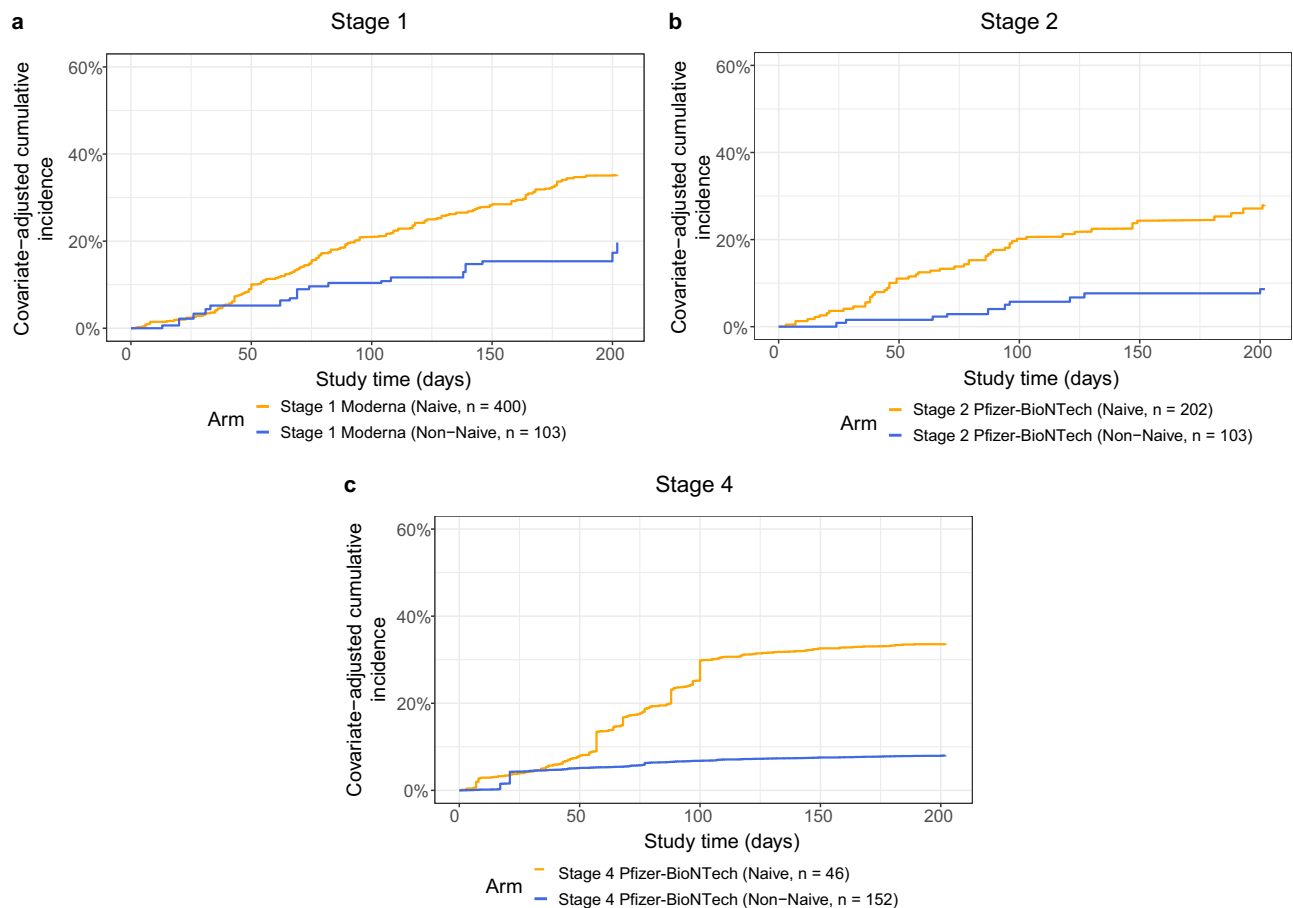 a
Stage 1
Covariate−adjusted cumulative
incidence
60%
40%
20%
0%
0 50 100 150 200
Study time (days)
Arm
Stage 1 Moderna (Naive, n = 400)
Stage 1 Moderna (Non−Naive, n = 103)
b
Stage 2
Covariate−adjusted cumulative
incidence
60%
40%
20%
0%
0 50 100 150 200
Study time (days)
Arm
Stage 2 Pfizer-BioNTech (Naive, n = 202)
Stage 2 Pfizer-BioNTech (Non−Naive, n = 103)
c
Stage 4
Covariate−adjusted cumulative
incidence
60%
40%
20%
0%
0 50 100 150 200
Study time (days)
Arm
Stage 4 Pfizer-BioNTech (Naive, n = 46)
Stage 4 Pfizer-BioNTech (Non−Naive, n = 152)